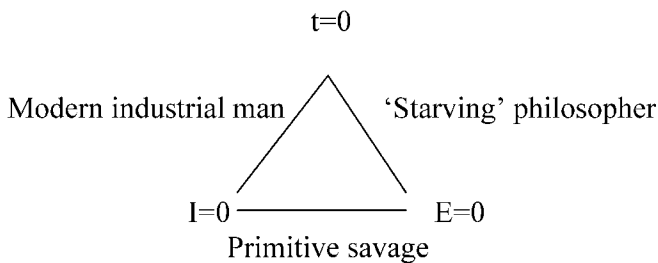 t=0
Modern industrial man
‘Starving’ philosopher
I=0
E=0
Primitive savage